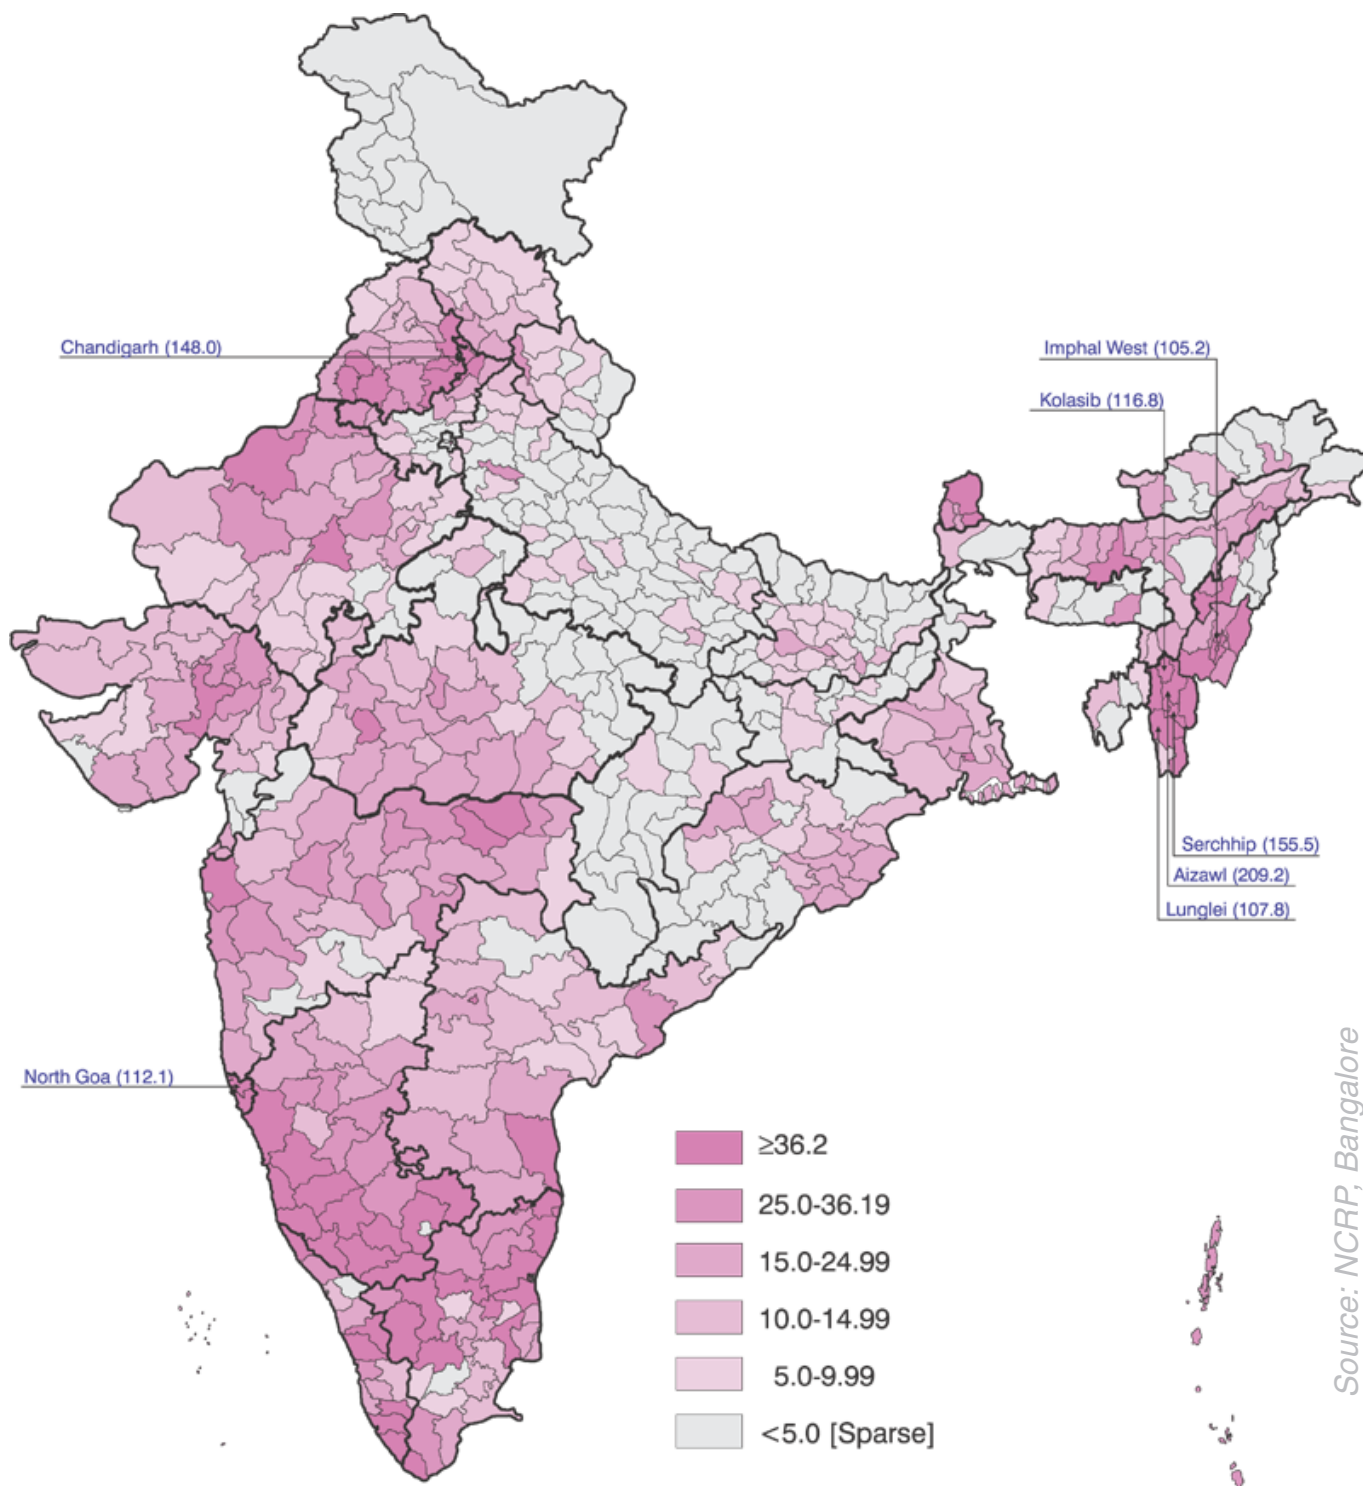 Chandigarh (148.0)
Imphal West (105.2)
Kolasib (116.8)
Serchhip (155.5)
Aizawl (209.2)
Lunglei (107.8)
North Goa (112.1)
≥36.2
25.0-36.19
15.0-24.99
10.0-14.99
5.0-9.99
<5.0 [Sparse]
Source: NCRP, Bangalore